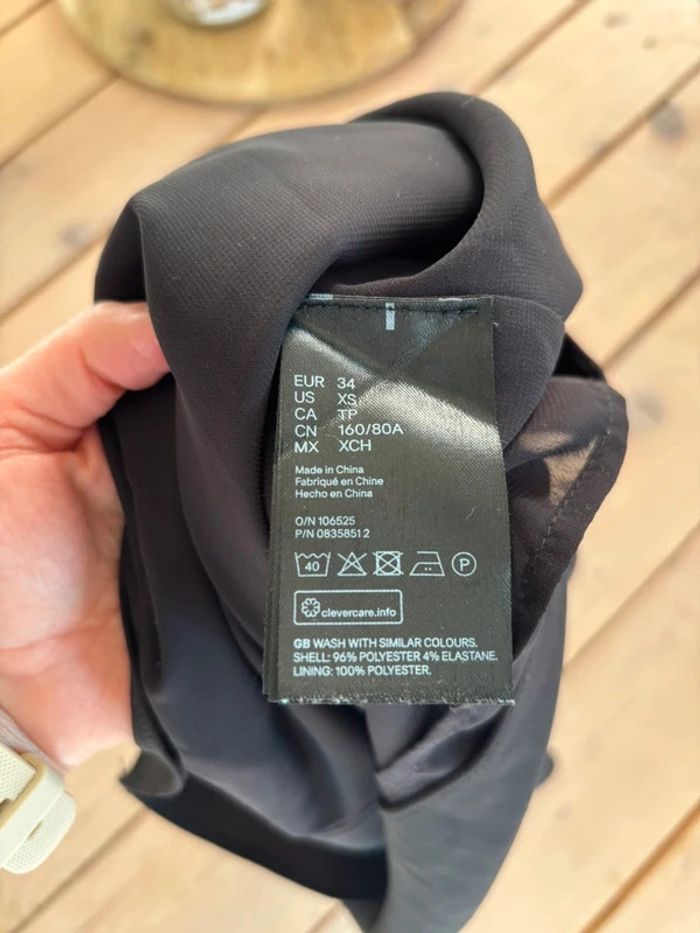 EUR 34
US XS
CA TP
CN 160/80A
MX XCH
Made in China
Fabriqué en Chine
Hecho en China
O/N 106525
P/N 08358512
40 P
clevercare.info
GB WASH WITH SIMILAR COLOURS.
SHELL: 96% POLYESTER 4% ELASTANE.
LINING: 100% POLYESTER.